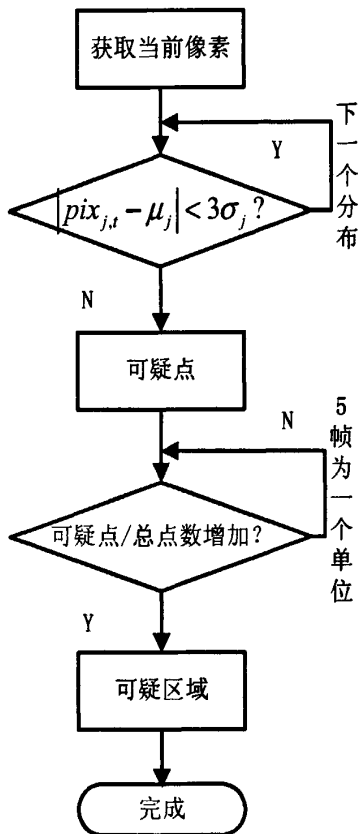 获取当前像素
Y
下一个分布
|pix_{j,t} - μ_j| < 3σ_j ?
N
可疑点
N
5帧为一个单位
可疑点/总点数增加?
Y
可疑区域
完成